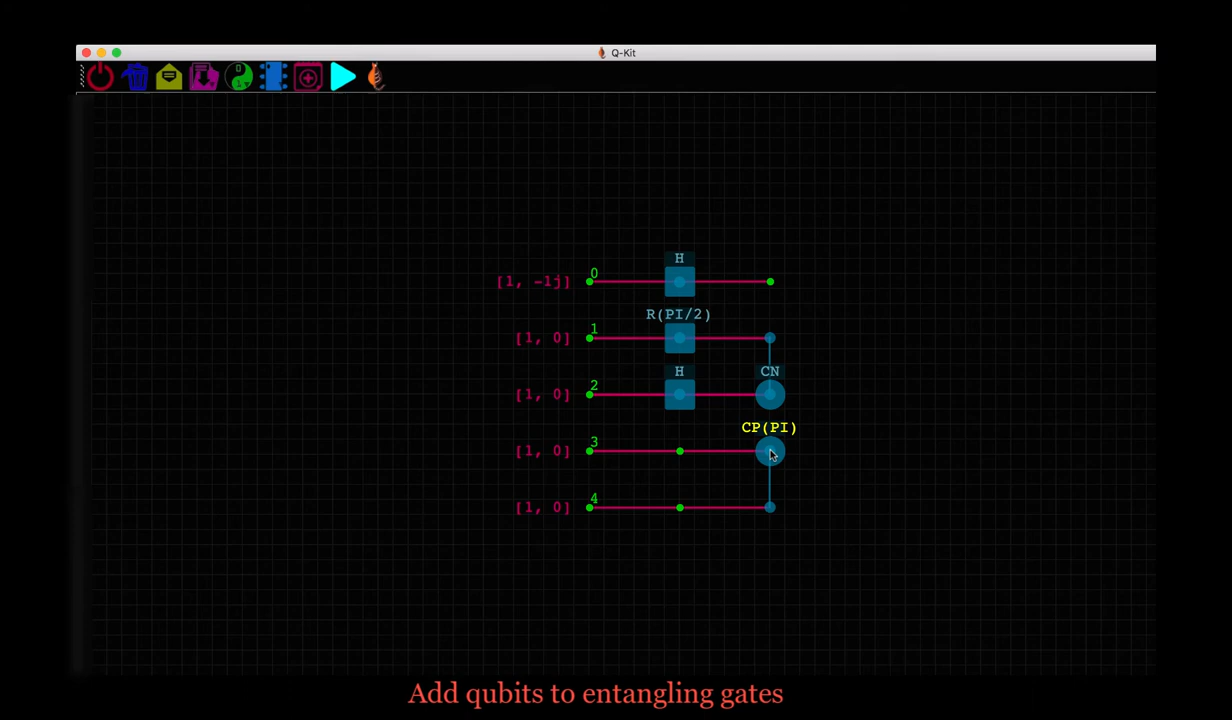 Q-Kit
H
0
[1, -1j]
R(PI/2)
1
[1, 0]
H
CN
2
[1, 0]
CP(PI)
3
[1, 0]
4
[1, 0]
Add qubits to entangling gates